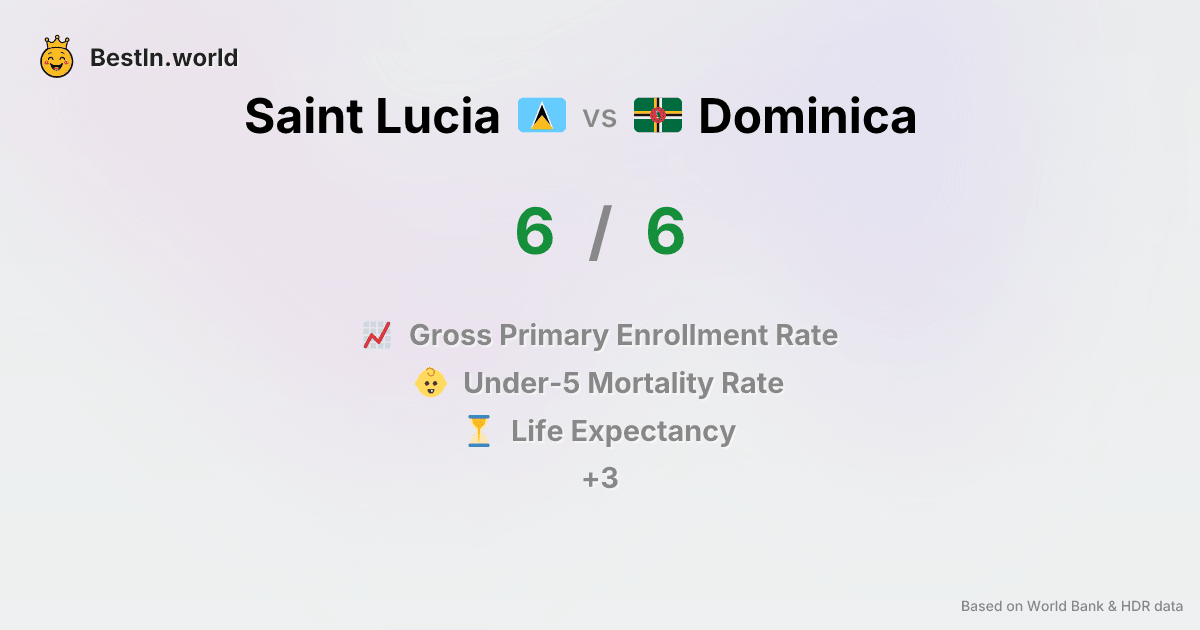 BestIn.world
Saint Lucia vs Dominica
6 / 6
Gross Primary Enrollment Rate
Under-5 Mortality Rate
Life Expectancy
+3
Based on World Bank & HDR data